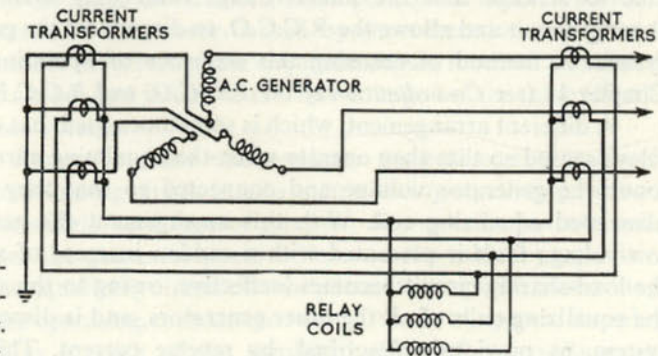 CURRENT
TRANSFORMERS
CURRENT
TRANSFORMERS
A.C. GENERATOR
RELAY
COILS